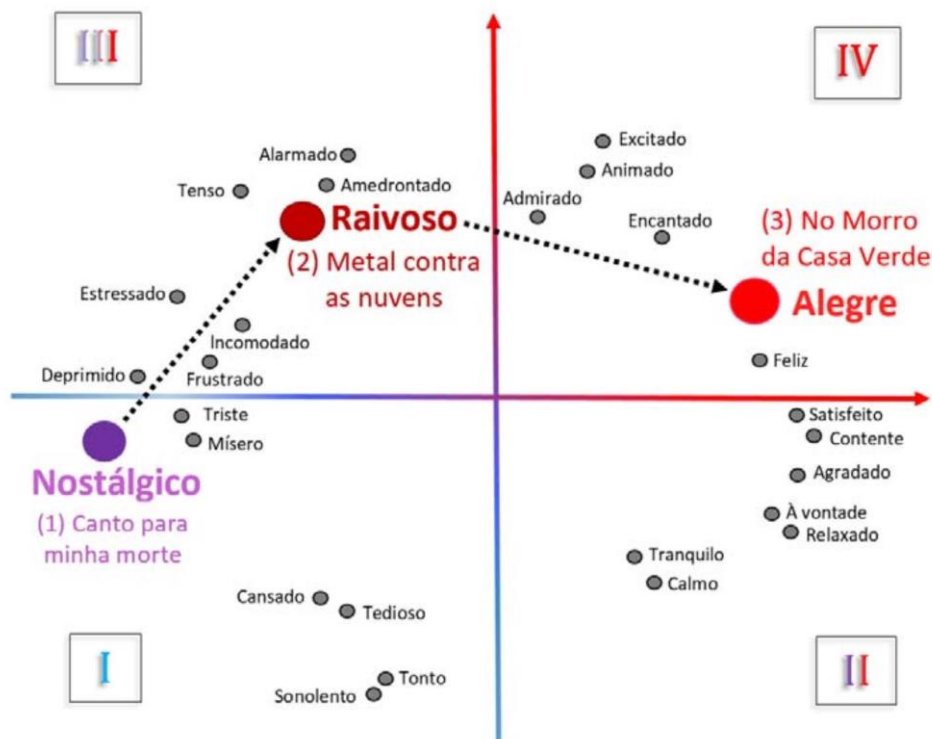 III
IV
Excitado
Alarmado
Animado
Tenso
Amedrontado
Admirado
Raivoso
Encantado
(3) No Morro
da Casa Verde
(2) Metal contra
as nuvens
Alegre
Estressado
Incomodado
Deprimido
Frustrado
Feliz
Triste
Satisfeito
Mísero
Contente
Nostálgico
Agradado
(1) Canto para
minha morte
À vontade
Relaxado
Tranquilo
Calmo
Cansado
Tedioso
I
II
Tonto
Sonolento